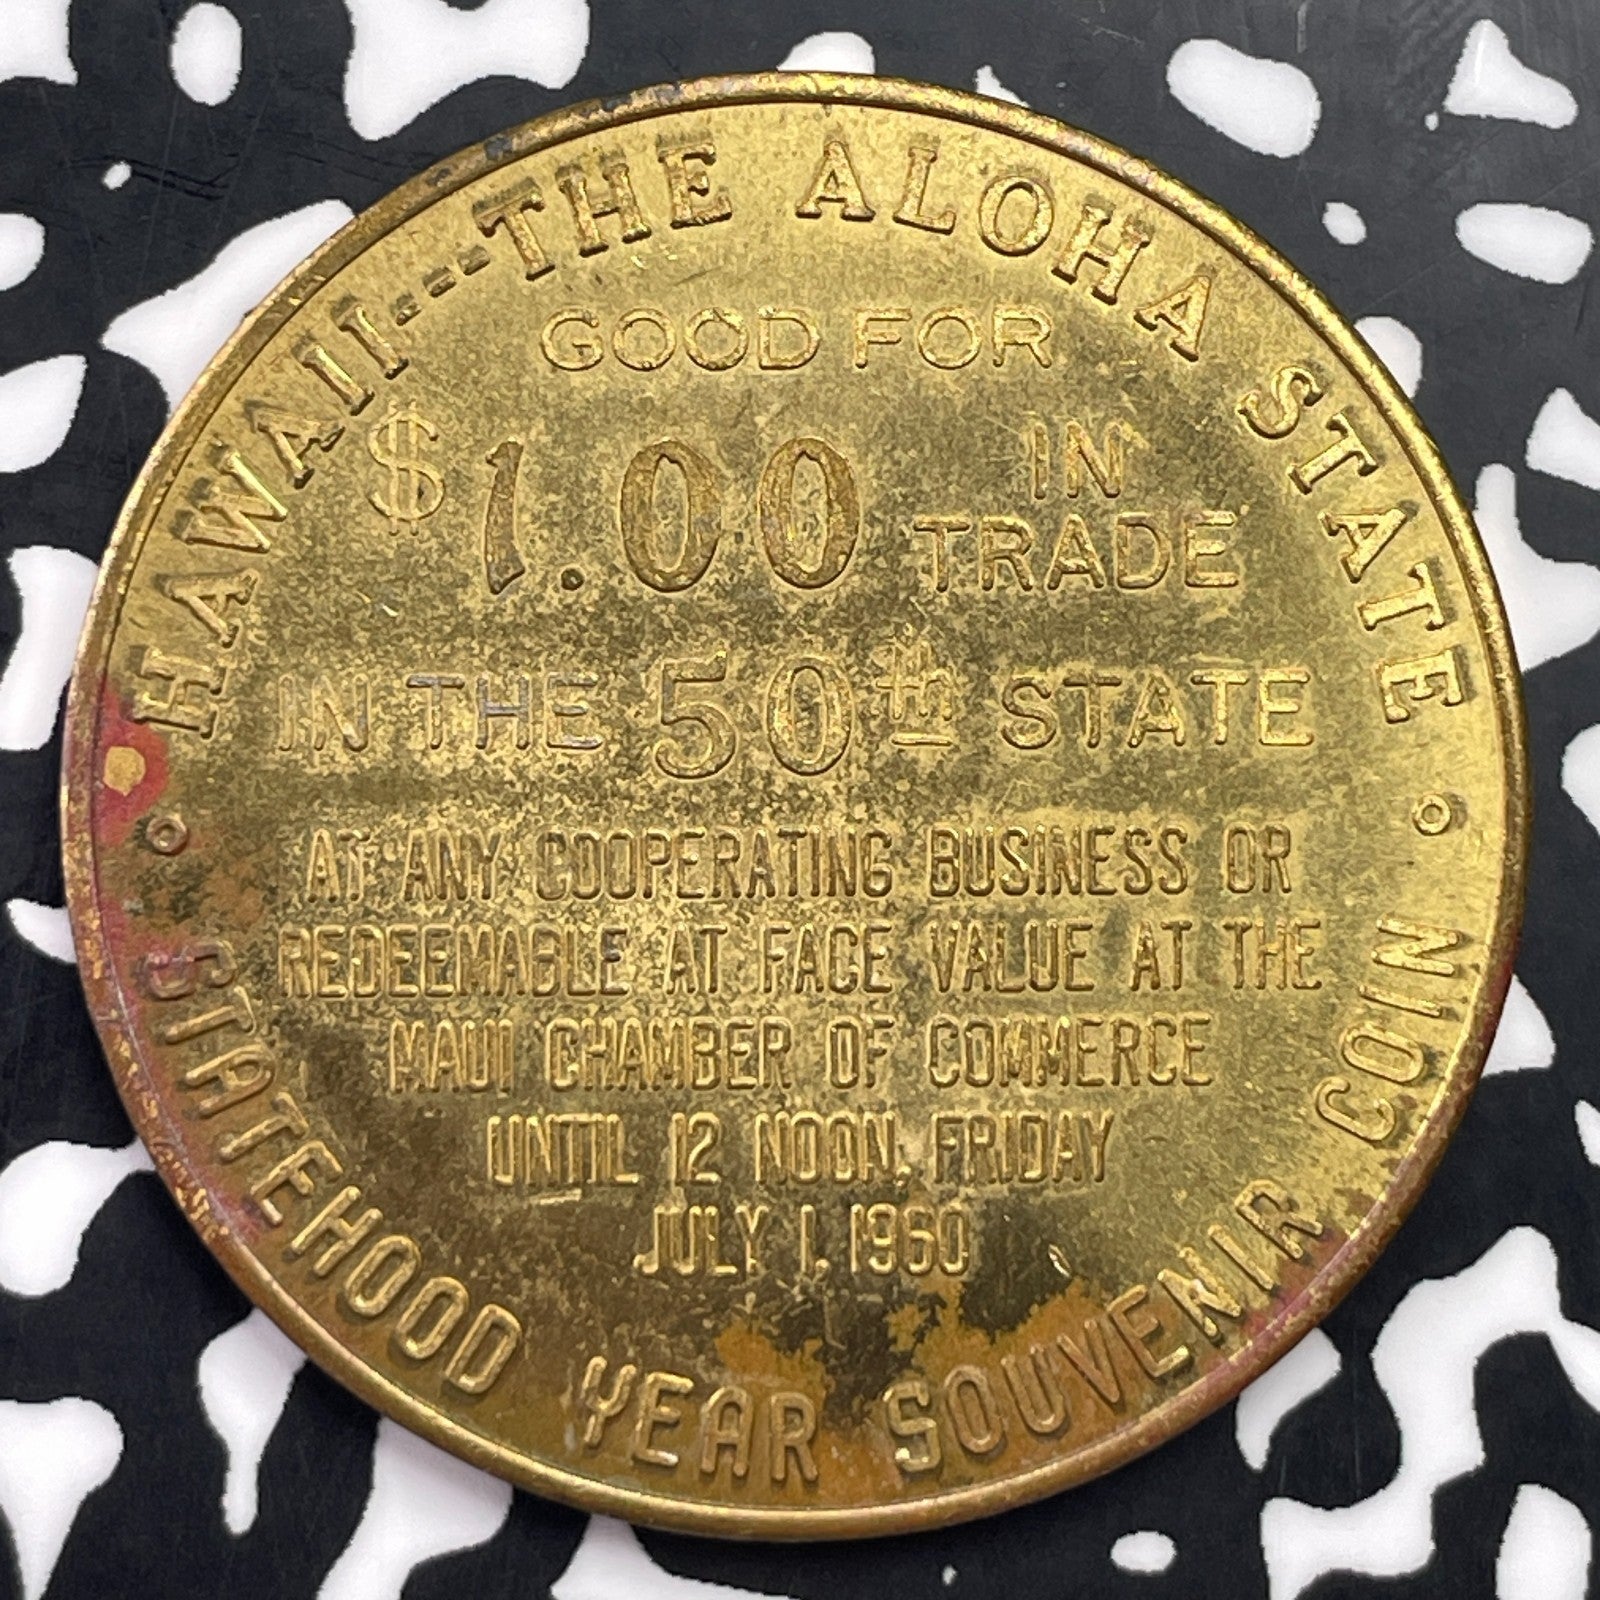 HAWAII---THE ALOHA STATE
GOOD FOR
$1.00 IN TRADE
IN THE 50th STATE
AT ANY COOPERATING BUSINESS OR
REDEEMABLE AT FACE VALUE AT THE
MAUI CHAMBER OF COMMERCE
UNTIL 12 NOON, FRIDAY
JULY 1, 1960
STATEHOOD YEAR SOUVENIR COIN